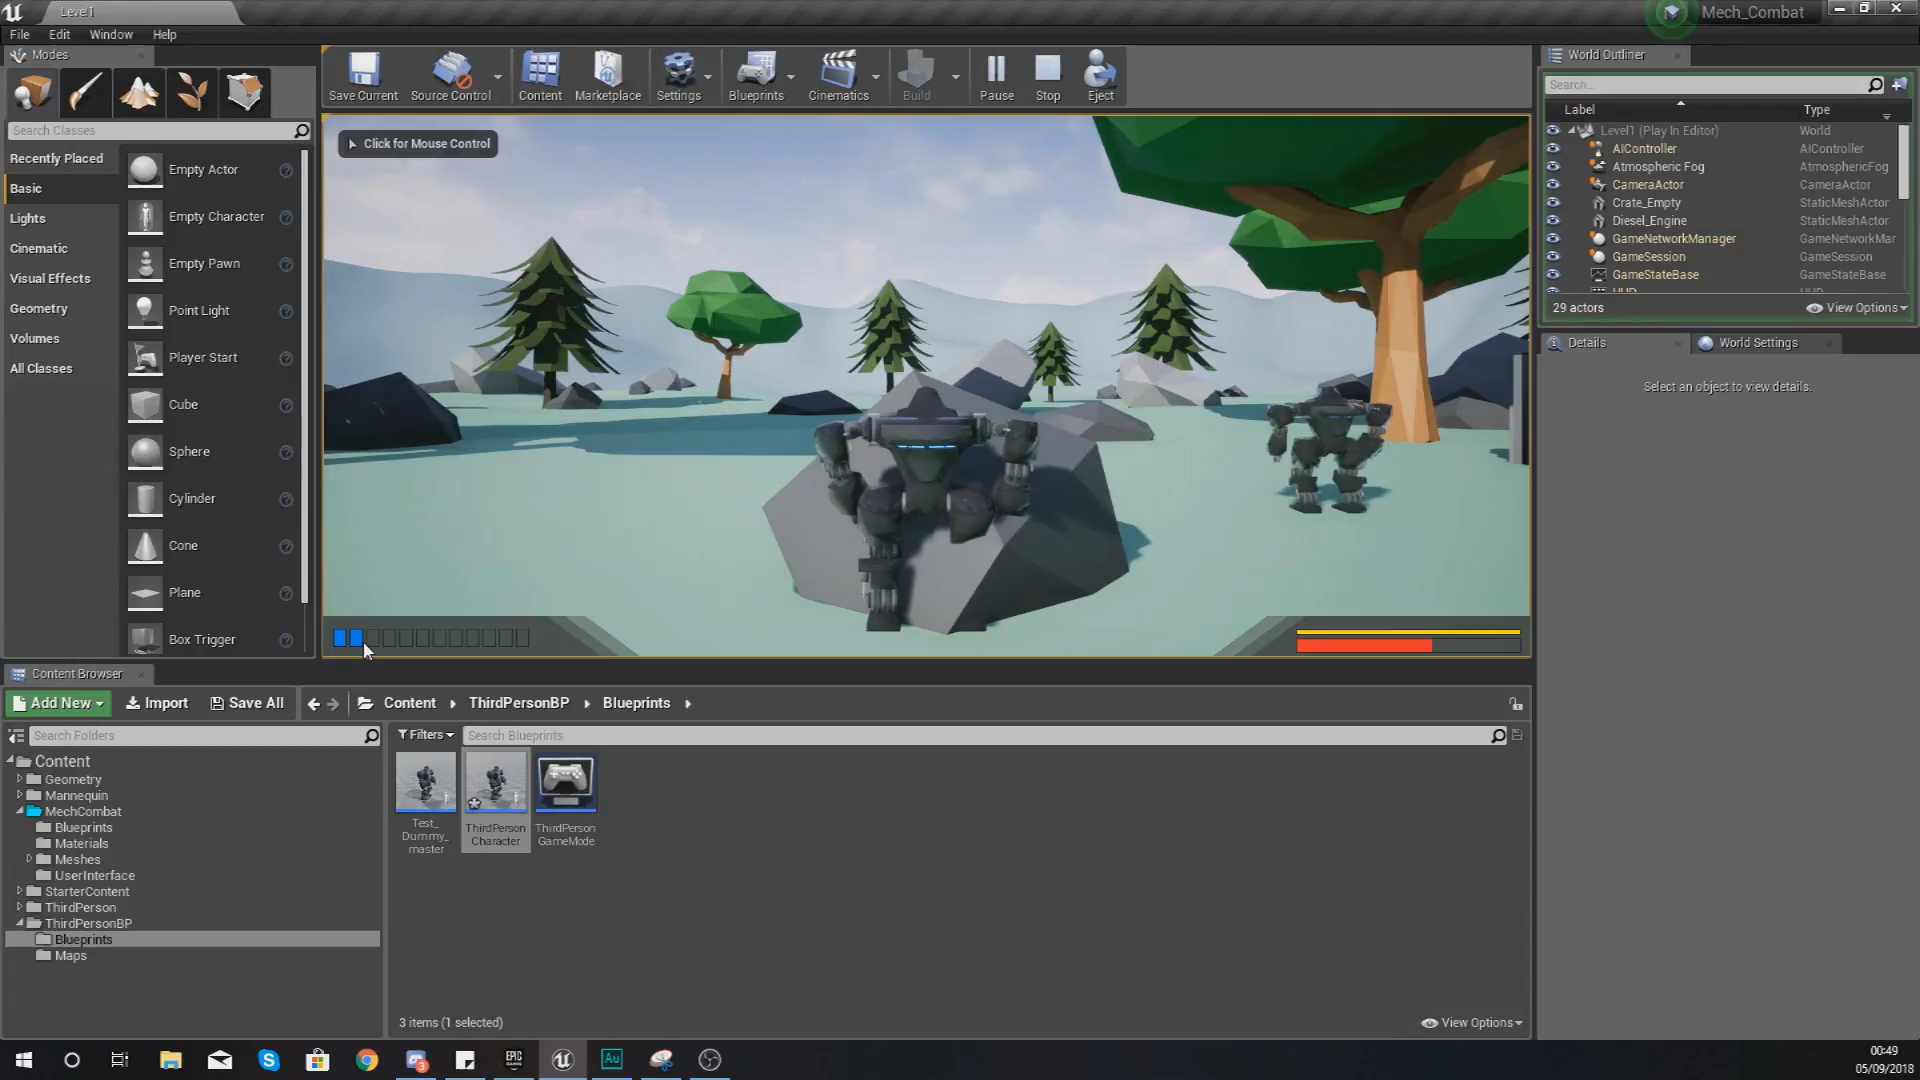 Level1
Mech_Combat
File Edit Window Help
Modes
Search Classes
Recently Placed
Basic
Lights
Cinematic
Visual Effects
Geometry
Volumes
All Classes
Empty Actor
Empty Character
Empty Pawn
Point Light
Player Start
Cube
Sphere
Cylinder
Cone
Plane
Box Trigger
Save Current
Source Control
Content
Marketplace
Settings
Blueprints
Cinematics
Build
Pause
Stop
Eject
Click for Mouse Control
World Outliner
Search...
Label Type
Level1 (Play In Editor) World
AIController AIController
Atmospheric Fog AtmosphericFog
CameraActor CameraActor
Crate_Empty StaticMeshActor
Diesel_Engine StaticMeshActor
GameNetworkManager GameNetworkMar
GameSession GameSession
GameStateBase GameStateBase
29 actors View Options
Details World Settings
Select an object to view details.
Content Browser
Add New Import Save All Content ThirdPersonBP Blueprints
Search Folders
Filters Search Blueprints
Content
Geometry
Mannequin
MechCombat
Blueprints
Materials
Meshes
UserInterface
StarterContent
ThirdPerson
ThirdPersonBP
Blueprints
Maps
Test_
Dummy_
master
ThirdPerson
Character
ThirdPerson
GameMode
3 items (1 selected)
View Options
EPIC
GAMES
Au
3
00:49
05/09/2018